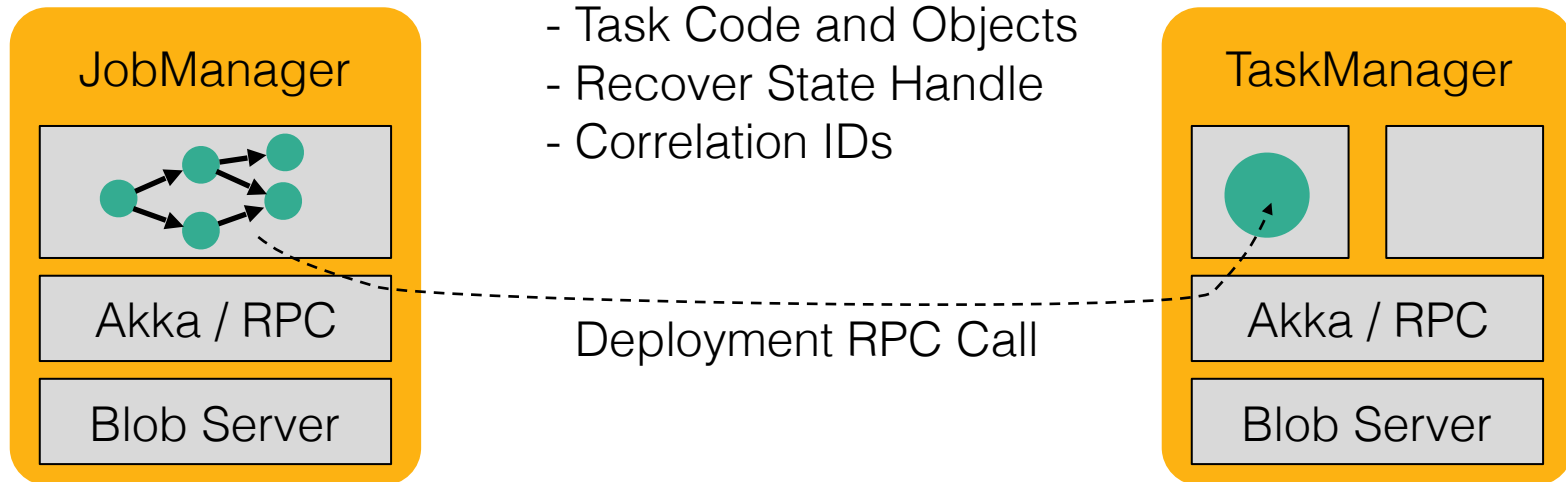 JobManager
Akka / RPC
Blob Server
- Task Code and Objects
- Recover State Handle
- Correlation IDs
Deployment RPC Call
TaskManager
Akka / RPC
Blob Server